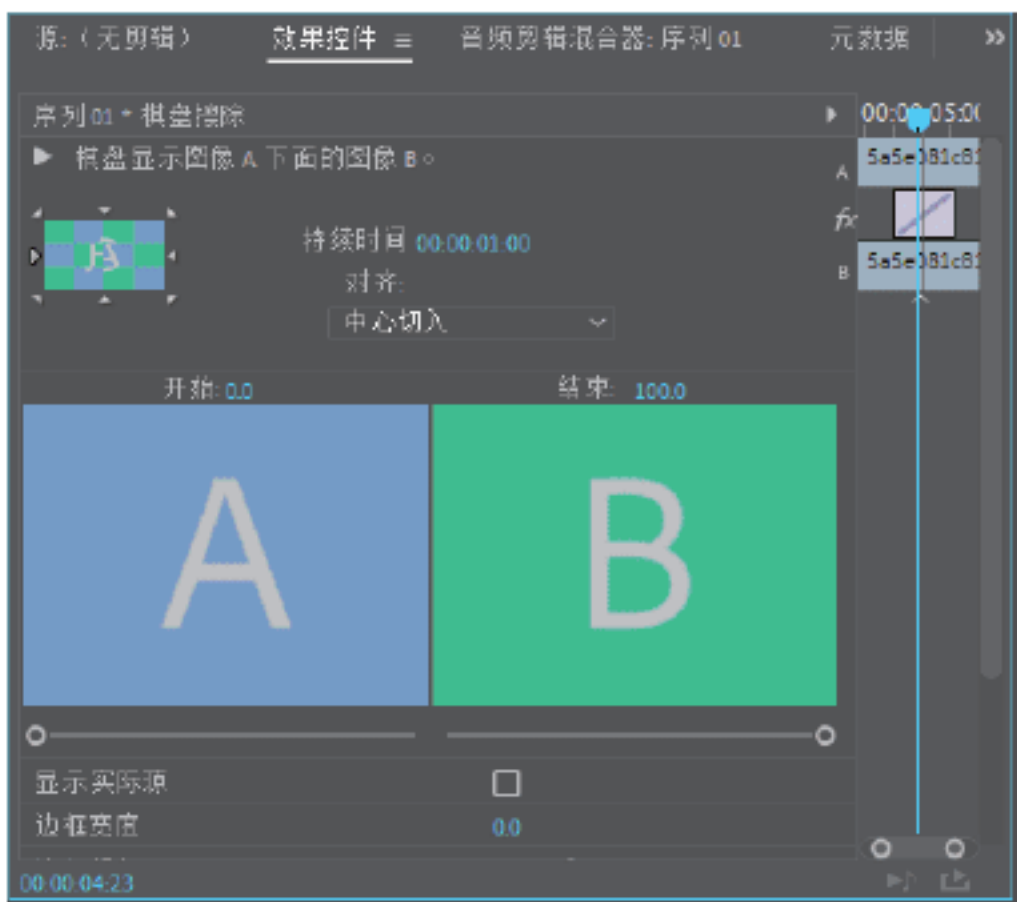 源:（无剪辑） 效果控件 ≡ 音频剪辑混合器: 序列 01 元数据 »
序列 01 * 棋盘擦除
00:00:05:00
棋盘显示图像 A 下面的图像 B。
A 5a5e081c81
持续时间 00:00:01:00
fx
对齐:
B 5a5e081c81
中心切入
开始: 0.0 结束: 100.0
A B
显示实际源
边框宽度 0.0
00:00:04:23